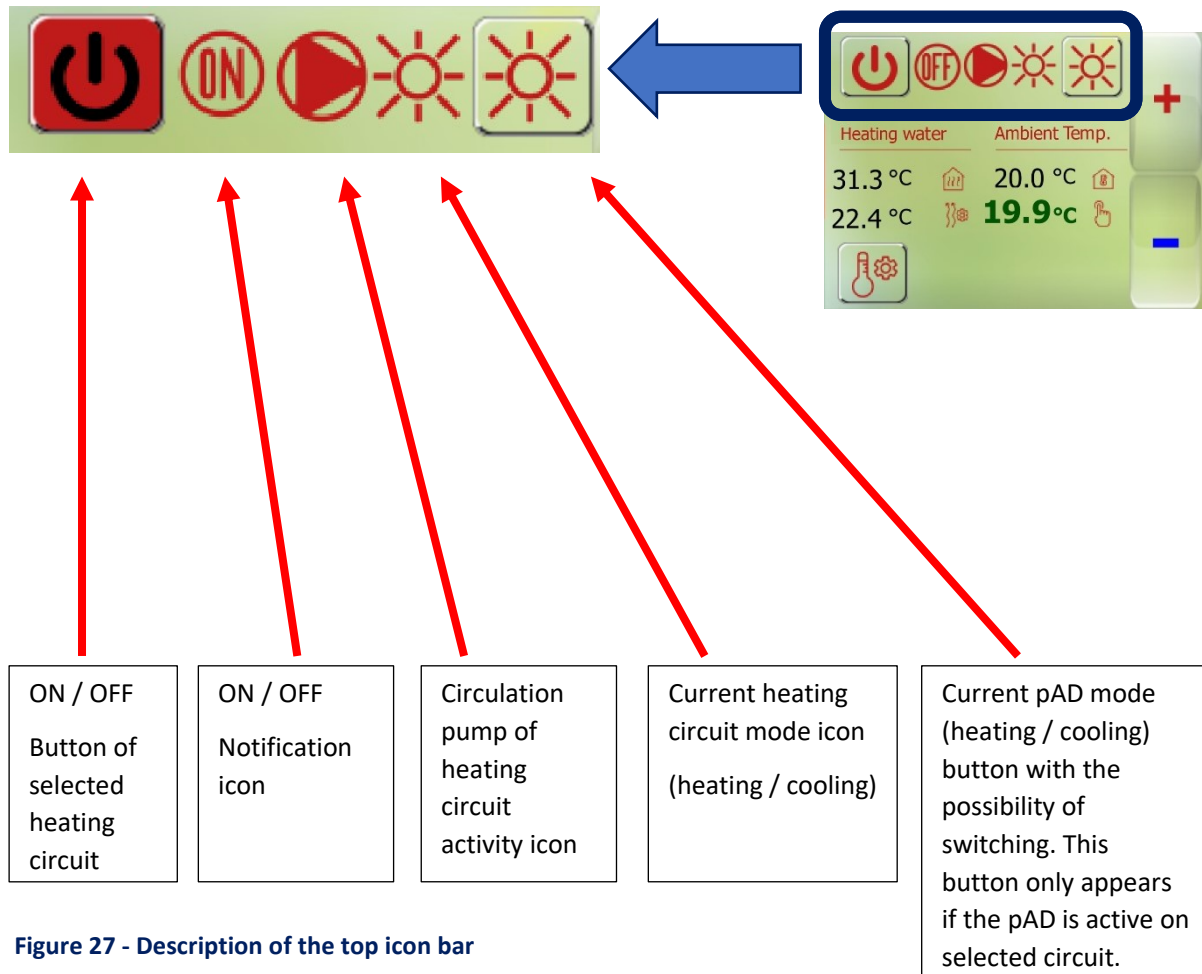 ON
OFF
+
Heating water
Ambient Temp.
31.3 °C
20.0 °C
22.4 °C
19.9°C
-
ON / OFF
Button of
selected
heating
circuit
ON / OFF
Notification
icon
Circulation
pump of
heating
circuit
activity icon
Current heating
circuit mode icon
(heating / cooling)
Current pAD mode
(heating / cooling)
button with the
possibility of
switching. This
button only appears
if the pAD is active on
selected circuit.
Figure 27 - Description of the top icon bar